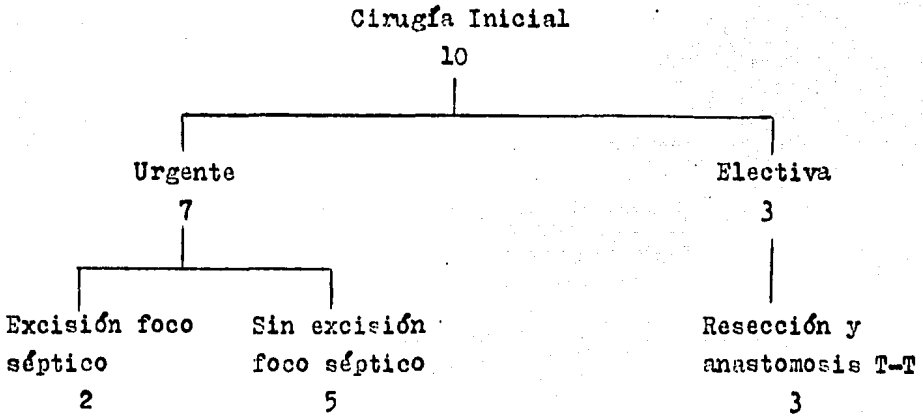 Cirugía Inicial
10
Urgente
7
Electiva
3
Excisión foco
séptico
2
Sin excisión
foco séptico
5
Resección y
anastomosis T-T
3